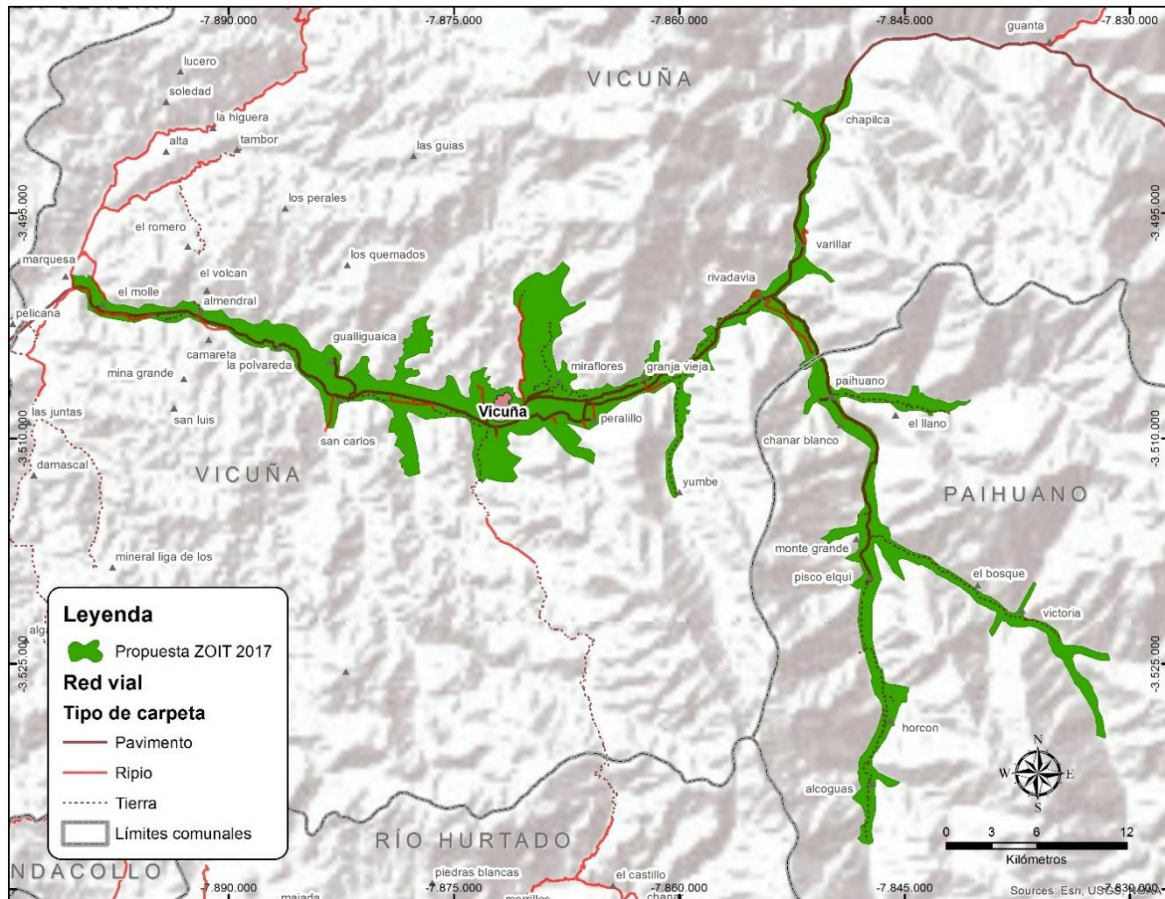 -7.890.000
-7.875.000
-7.860.000
-7.845.000
-7.830.000
guanta
lucero
VICUÑA
soledad
chapilca
la higuera
alta
tambor
las guias
-3.495.000
los perales
-3.495.000
el romero
varillar
marquesa
los quemados
rivadavia
el volcan
el molle
almendral
pelicana
gualliguaica
camareta
miraflores
granja vieja
la polvareda
mina grande
paihuano
las juntas
san luis
Vicuña
peralillo
el llano
san carlos
chanar blanco
-3.510.000
-3.510.000
damascal
VICUÑA
yumbe
PAIHUANO
monte grande
mineral liga de los
pisco elqui
el bosque
victoria
Leyenda
Propuesta ZOIT 2017
Red vial
Tipo de carpeta
Pavimento
Ripio
Tierra
Límites comunales
-3.525.000
-3.525.000
horcon
N
W
E
S
alcoguas
RÍO HURTADO
0
3
6
12
Kilómetros
NDACOLLO
piedras blancas
el castillo
-7.890.000
-7.875.000
-7.860.000
-7.845.000
-7.830.000
Sources: Esri, USGS, NOAA